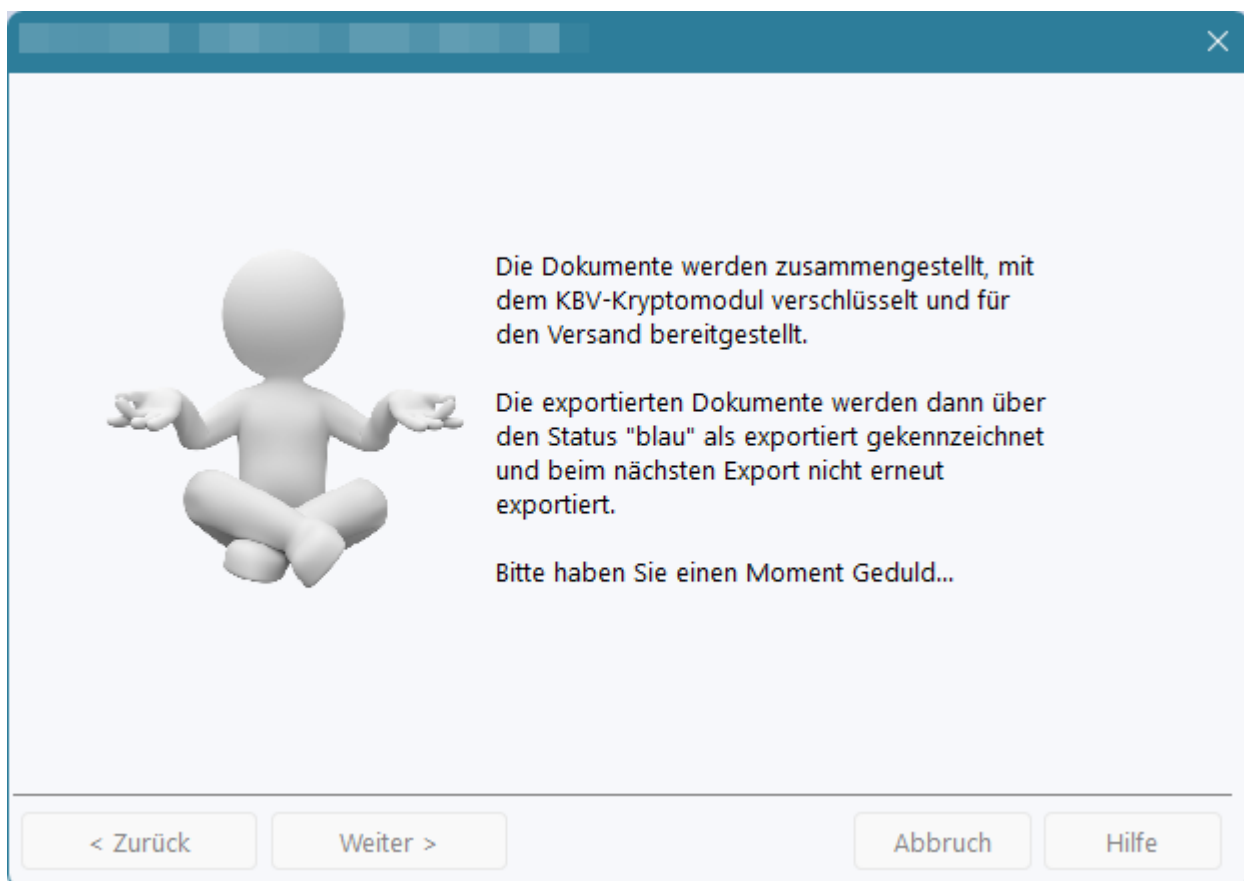 Die Dokumente werden zusammengestellt, mit
dem KBV-Kryptomodul verschlüsselt und für
den Versand bereitgestellt.
Die exportierten Dokumente werden dann über
den Status "blau" als exportiert gekennzeichnet
und beim nächsten Export nicht erneut
exportiert.
Bitte haben Sie einen Moment Geduld...
< Zurück
Weiter >
Abbruch
Hilfe